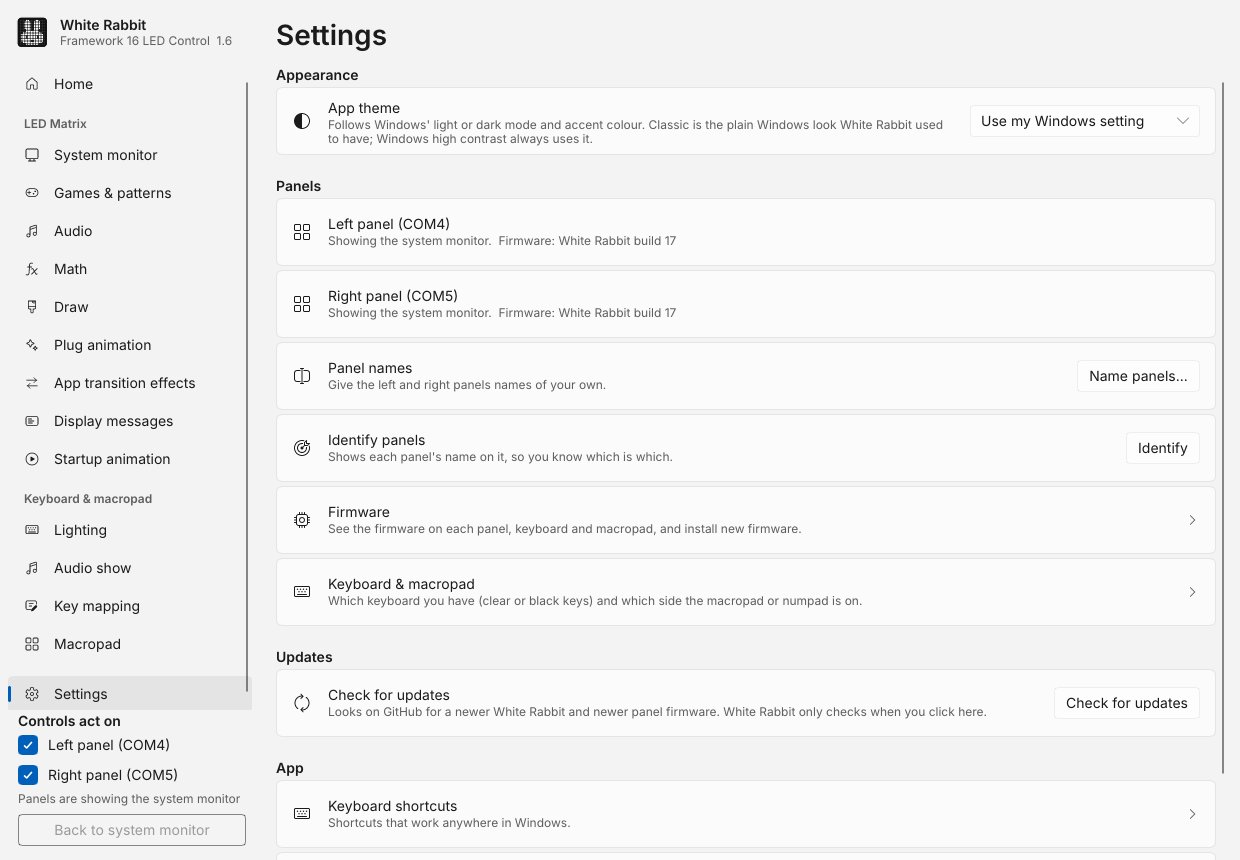 White Rabbit
Framework 16 LED Control 1.6
Home
LED Matrix
System monitor
Games & patterns
Audio
Math
Draw
Plug animation
App transition effects
Display messages
Startup animation
Keyboard & macropad
Lighting
Audio show
Key mapping
Macropad
Settings
Controls act on
Left panel (COM4)
Right panel (COM5)
Panels are showing the system monitor
Back to system monitor
Settings
Appearance
App theme
Follows Windows' light or dark mode and accent colour. Classic is the plain Windows look White Rabbit used
to have; Windows high contrast always uses it.
Use my Windows setting
Panels
Left panel (COM4)
Showing the system monitor.  Firmware: White Rabbit build 17
Right panel (COM5)
Showing the system monitor.  Firmware: White Rabbit build 17
Panel names
Give the left and right panels names of your own.
Name panels...
Identify panels
Shows each panel's name on it, so you know which is which.
Identify
Firmware
See the firmware on each panel, keyboard and macropad, and install new firmware.
Keyboard & macropad
Which keyboard you have (clear or black keys) and which side the macropad or numpad is on.
Updates
Check for updates
Looks on GitHub for a newer White Rabbit and newer panel firmware. White Rabbit only checks when you click here.
Check for updates
App
Keyboard shortcuts
Shortcuts that work anywhere in Windows.